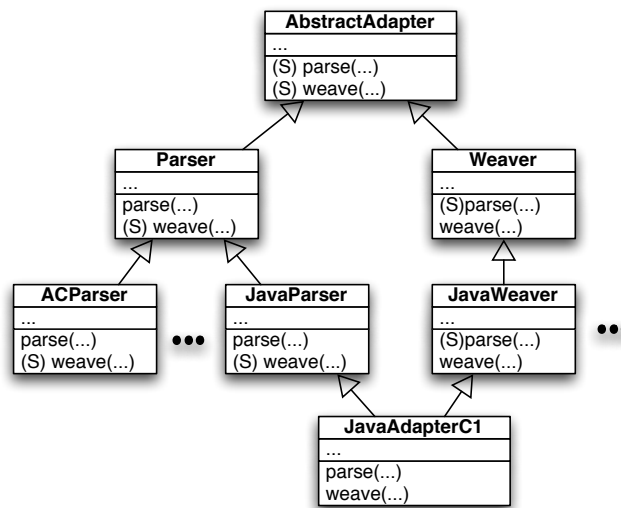 AbstractAdapter
...
(S) parse(...)
(S) weave(...)
Parser
...
parse(...)
(S) weave(...)
Weaver
...
(S)parse(...)
weave(...)
ACParser
...
parse(...)
(S) weave(...)
•••
JavaParser
...
parse(...)
(S) weave(...)
JavaWeaver
...
(S)parse(...)
weave(...)
JavaAdapterC1
...
parse(...)
weave(...)